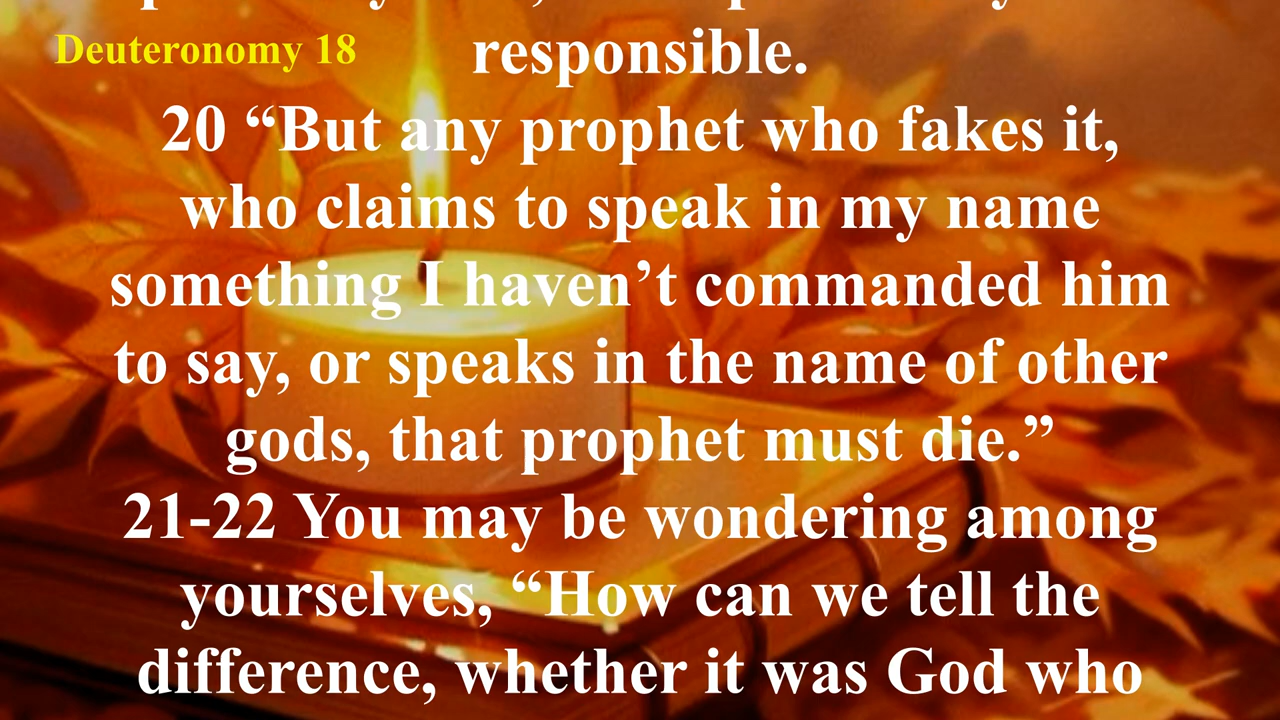 Deuteronomy 18
responsible.
20 “But any prophet who fakes it,
who claims to speak in my name
something I haven’t commanded him
to say, or speaks in the name of other
gods, that prophet must die.”
21-22 You may be wondering among
yourselves, “How can we tell the
difference, whether it was God who